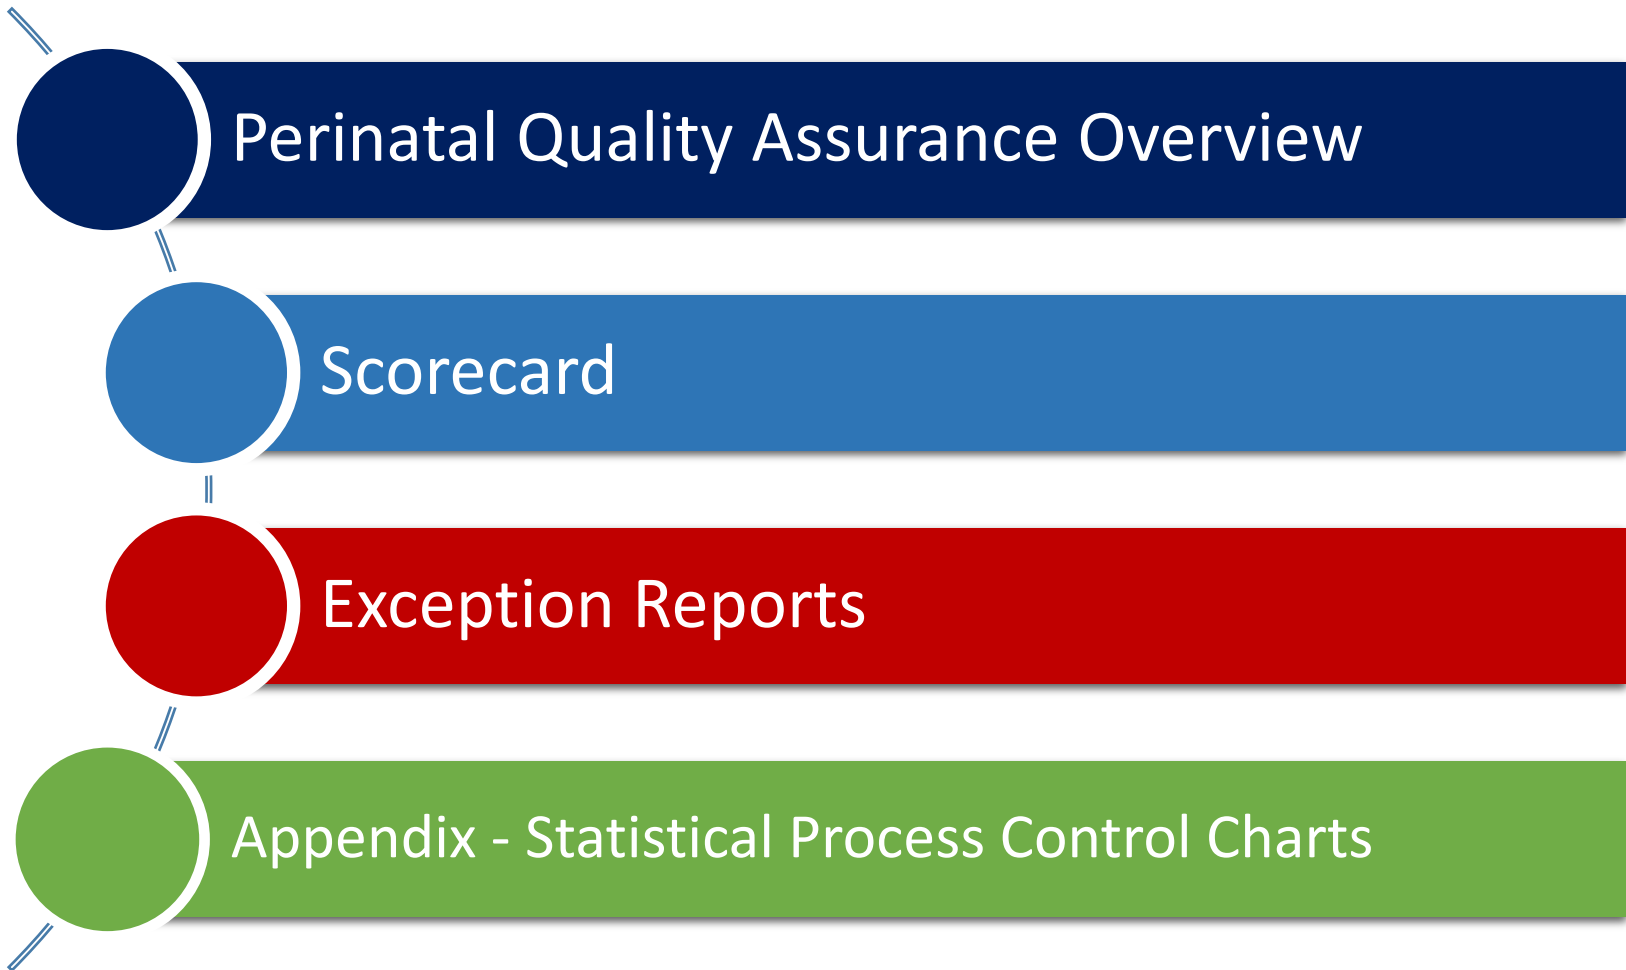 Perinatal Quality Assurance Overview
Scorecard
Exception Reports
Appendix - Statistical Process Control Charts